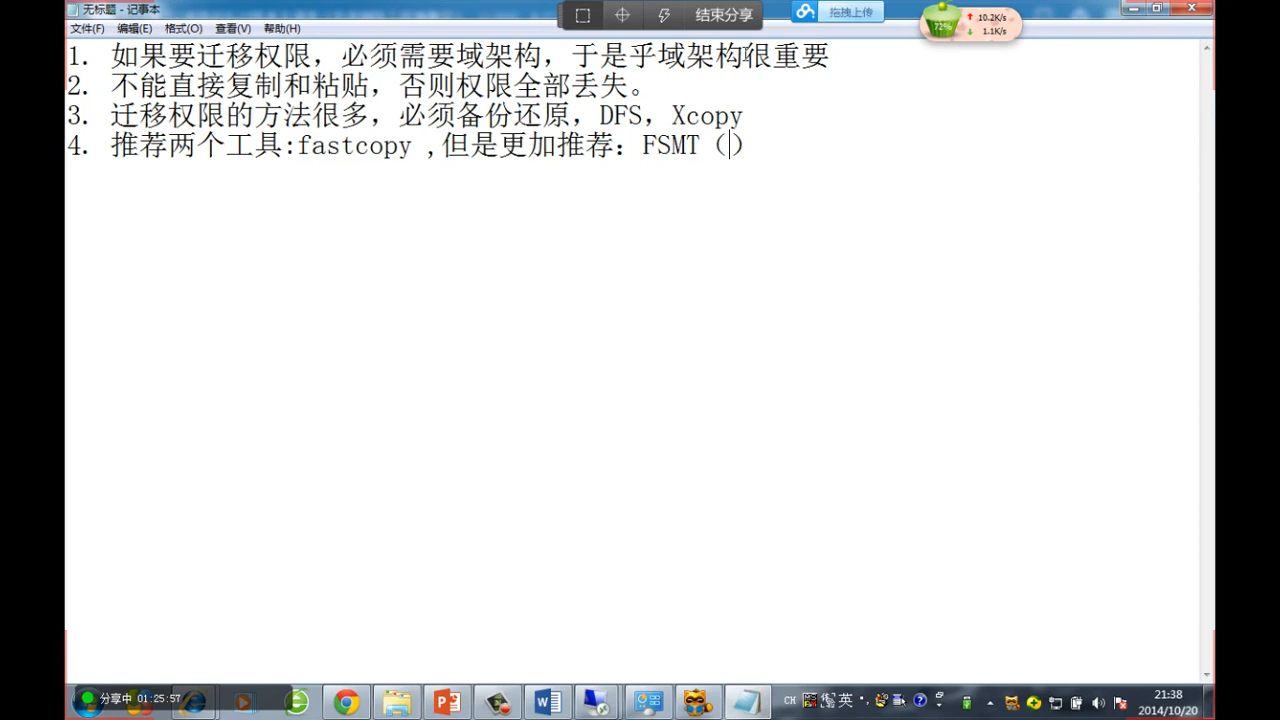 无标题 - 记事本
结束分享
拖拽上传
72%
10.2K/s
1.1K/s
文件(F) 编辑(E) 格式(O) 查看(V) 帮助(H)
1. 如果要迁移权限，必须需要域架构，于是乎域架构很重要
2. 不能直接复制和粘贴，否则权限全部丢失。
3. 迁移权限的方法很多，必须备份还原，DFS，Xcopy
4. 推荐两个工具:fastcopy ,但是更加推荐：FSMT（）
分享中 01:25:57
CH
英
21:38
2014/10/20